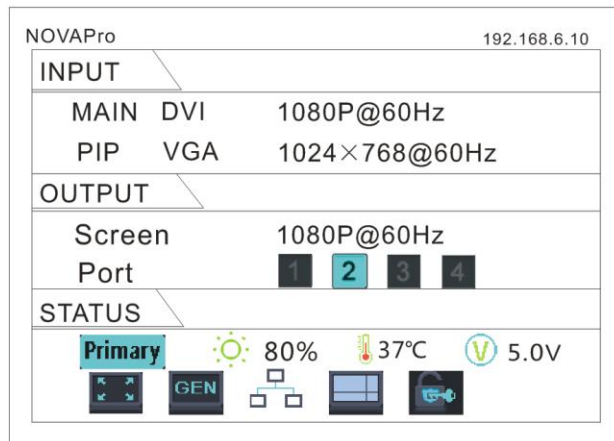 NOVAPro 192.168.6.10
INPUT
MAIN DVI 1080P@60Hz
PIP VGA 1024×768@60Hz
OUTPUT
Screen 1080P@60Hz
Port 1 2 3 4
STATUS
Primary 80% 37℃ V 5.0V
GEN